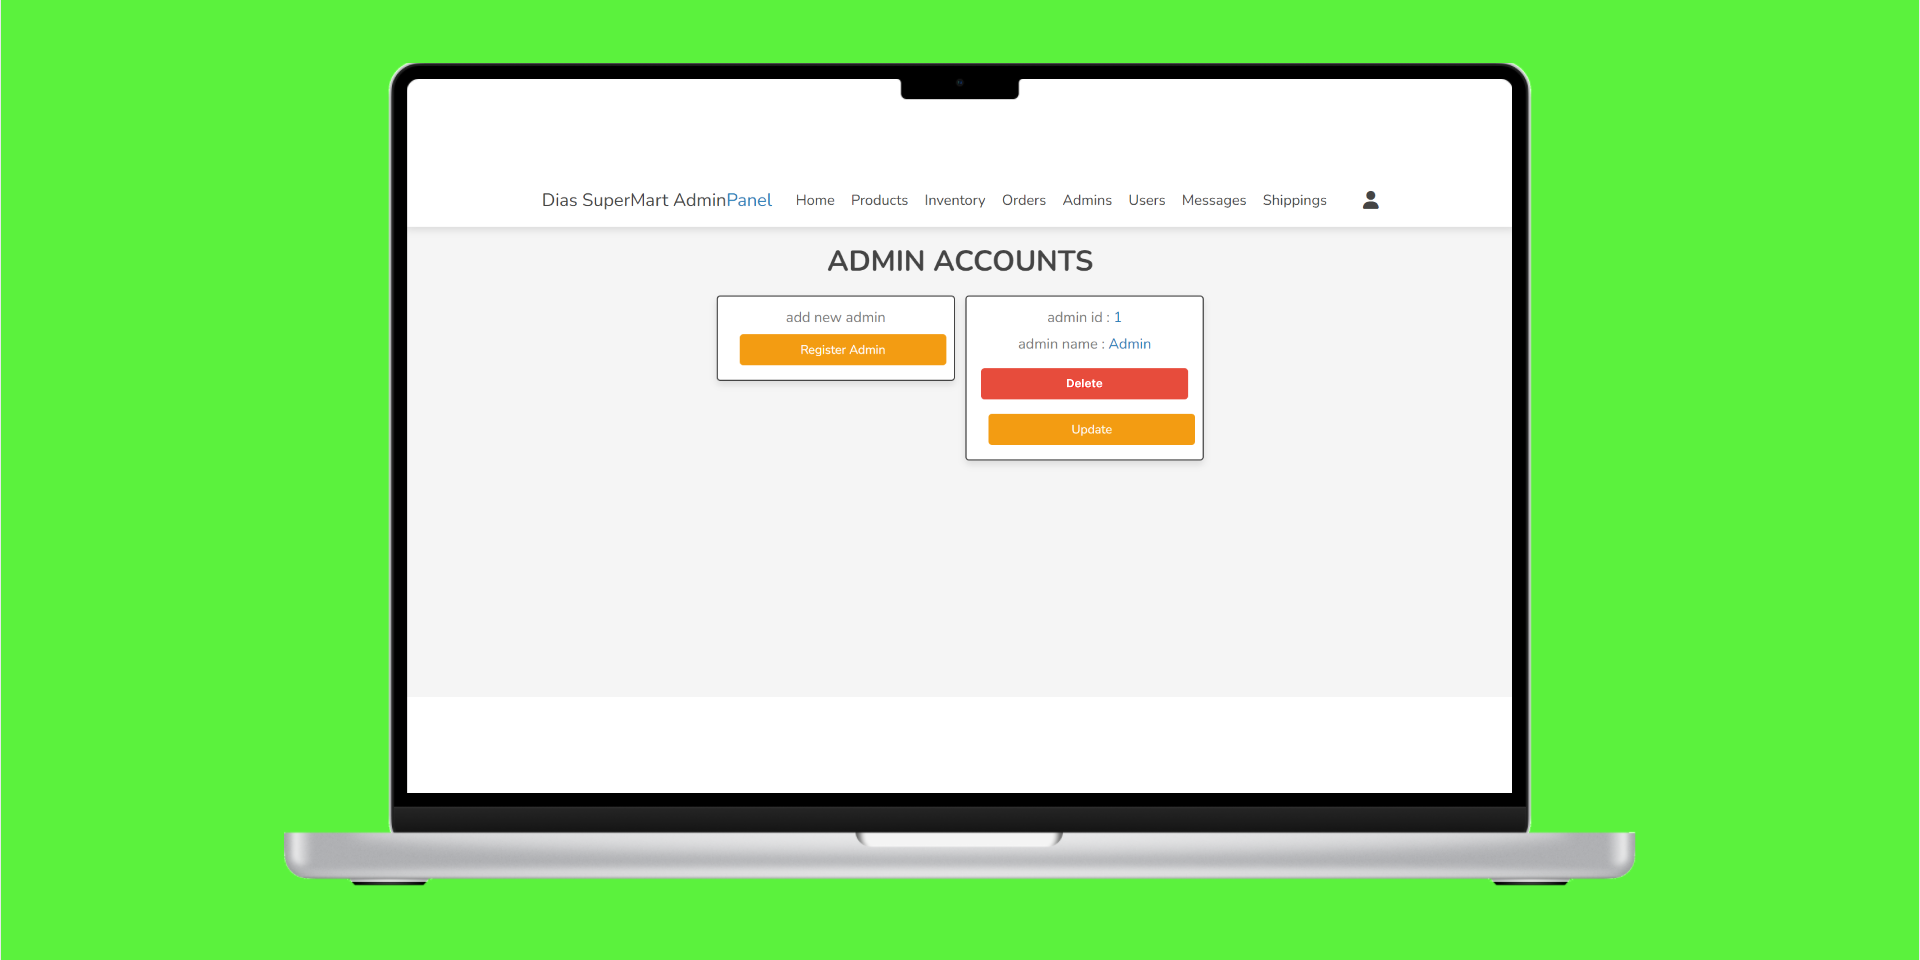 Dias SuperMart AdminPanel Home Products Inventory Orders Admins Users Messages Shippings
ADMIN ACCOUNTS
add new admin
Register Admin
admin id : 1
admin name : Admin
Delete
Update